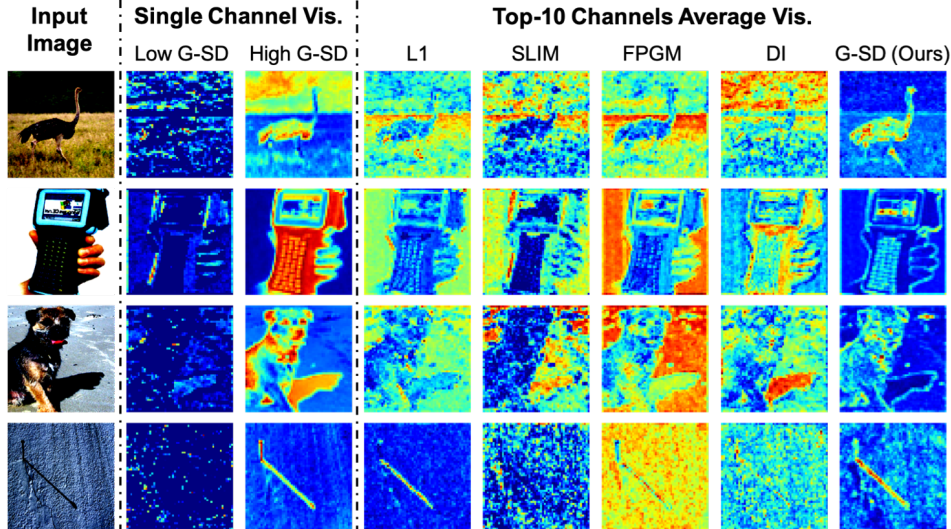 Input Image
Single Channel Vis.
Top-10 Channels Average Vis.
Low G-SD
High G-SD
L1
SLIM
FPGM
DI
G-SD (Ours)